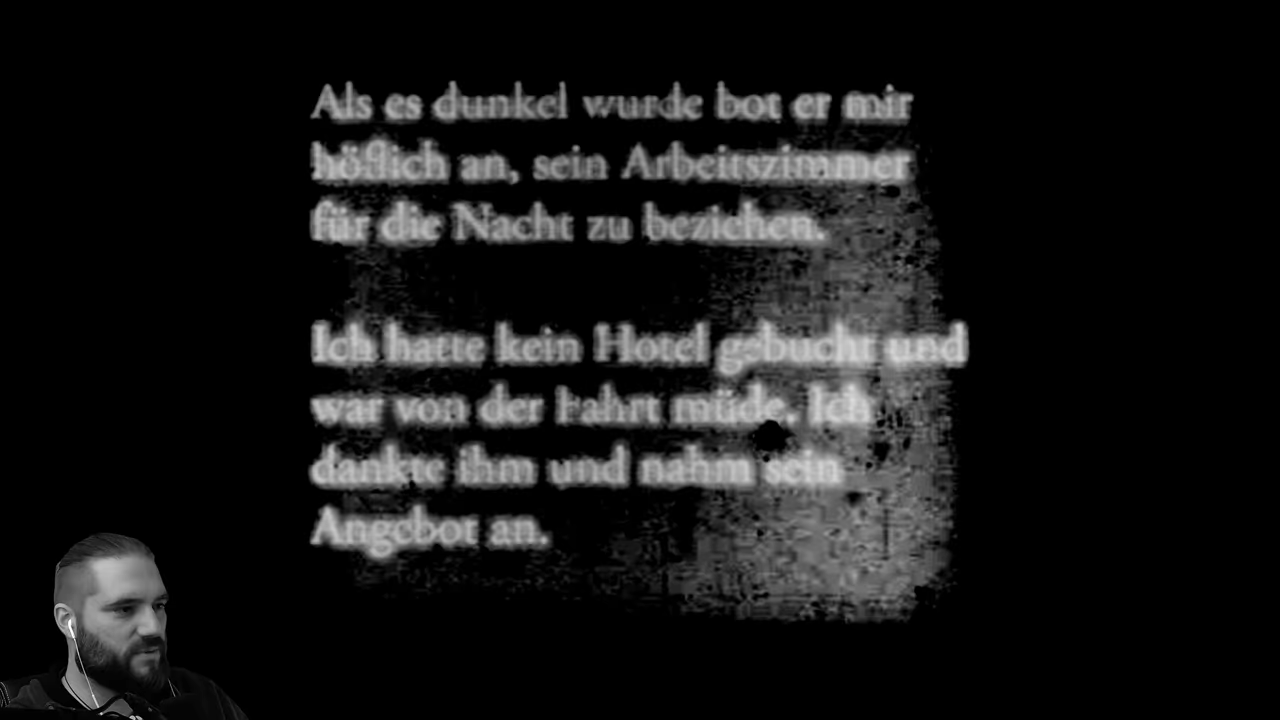 Als es dunkel wurde bot er mir
höflich an, sein Arbeitszimmer
für die Nacht zu beziehen.
Ich hatte kein Hotel gebucht und
war von der Fahrt müde. Ich
dankte ihm und nahm sein
Angebot an.